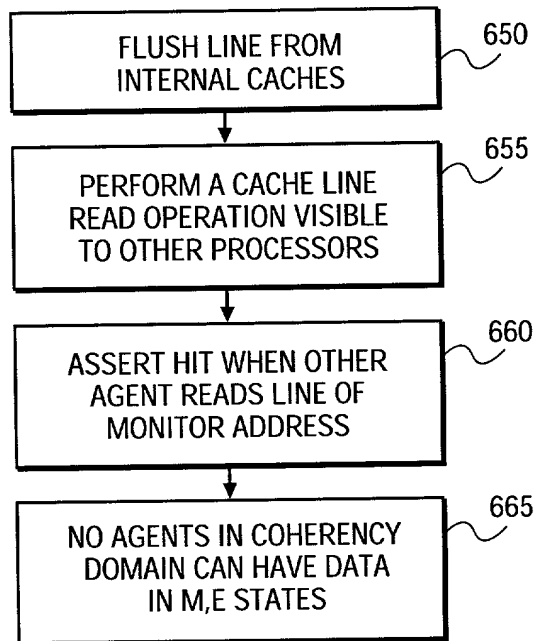 FLUSH LINE FROM
INTERNAL CACHES
650
PERFORM A CACHE LINE
READ OPERATION VISIBLE
TO OTHER PROCESSORS
655
ASSERT HIT WHEN OTHER
AGENT READS LINE OF
MONITOR ADDRESS
660
NO AGENTS IN COHERENCY
DOMAIN CAN HAVE DATA
IN M,E STATES
665